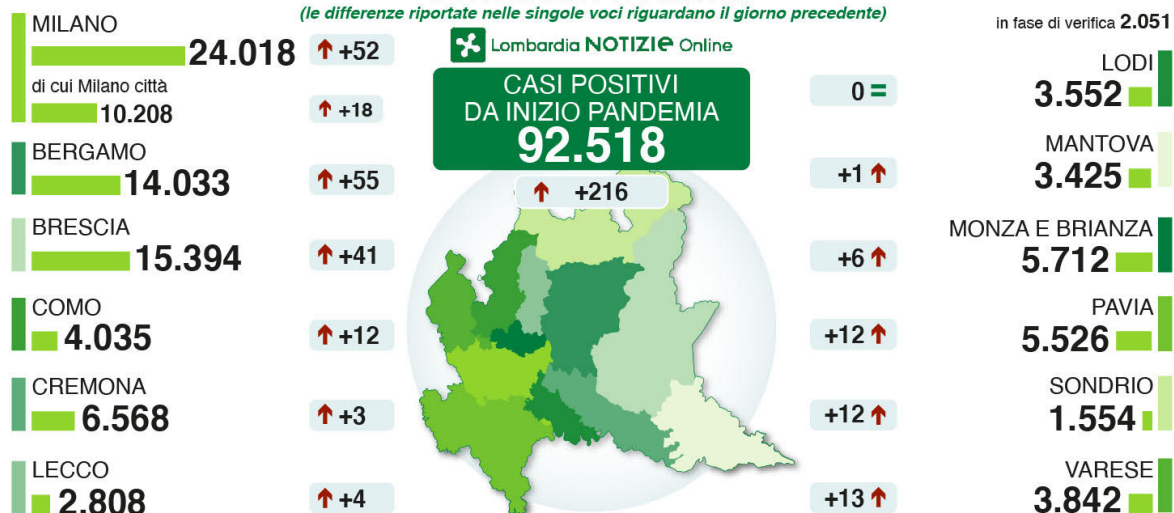 (le differenze riportate nelle singole voci riguardano il giorno precedente)
Lombardia NOTIZIE Online
CASI POSITIVI
DA INIZIO PANDEMIA
92.518
+216
MILANO
24.018
+52
di cui Milano città
10.208
+18
BERGAMO
14.033
+55
BRESCIA
15.394
+41
COMO
4.035
+12
CREMONA
6.568
+3
LECCO
2.808
+4
in fase di verifica 2.051
LODI
0 =
3.552
MANTOVA
+1
3.425
MONZA E BRIANZA
+6
5.712
PAVIA
+12
5.526
SONDRIO
+12
1.554
VARESE
+13
3.842